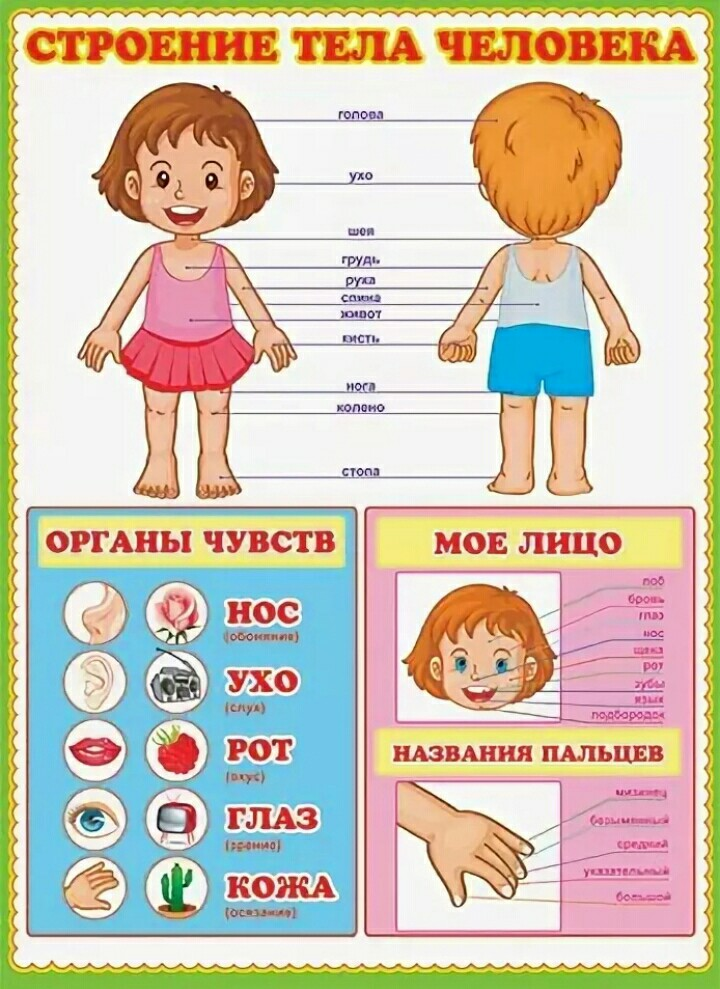 СТРОЕНИЕ ТЕЛА ЧЕЛОВЕКА
голова
ухо
шея
грудь
рука
спина
живот
кисть
нога
колено
стопа
ОРГАНЫ ЧУВСТВ
НОС
(обоняние)
УХО
(слух)
РОТ
(вкус)
ГЛАЗ
(зрение)
КОЖА
(осязание)
МОЕ ЛИЦО
лоб
бровь
глаз
нос
щека
рот
зубы
язык
подбородок
НАЗВАНИЯ ПАЛЬЦЕВ
мизинец
безымянный
средний
указательный
большой